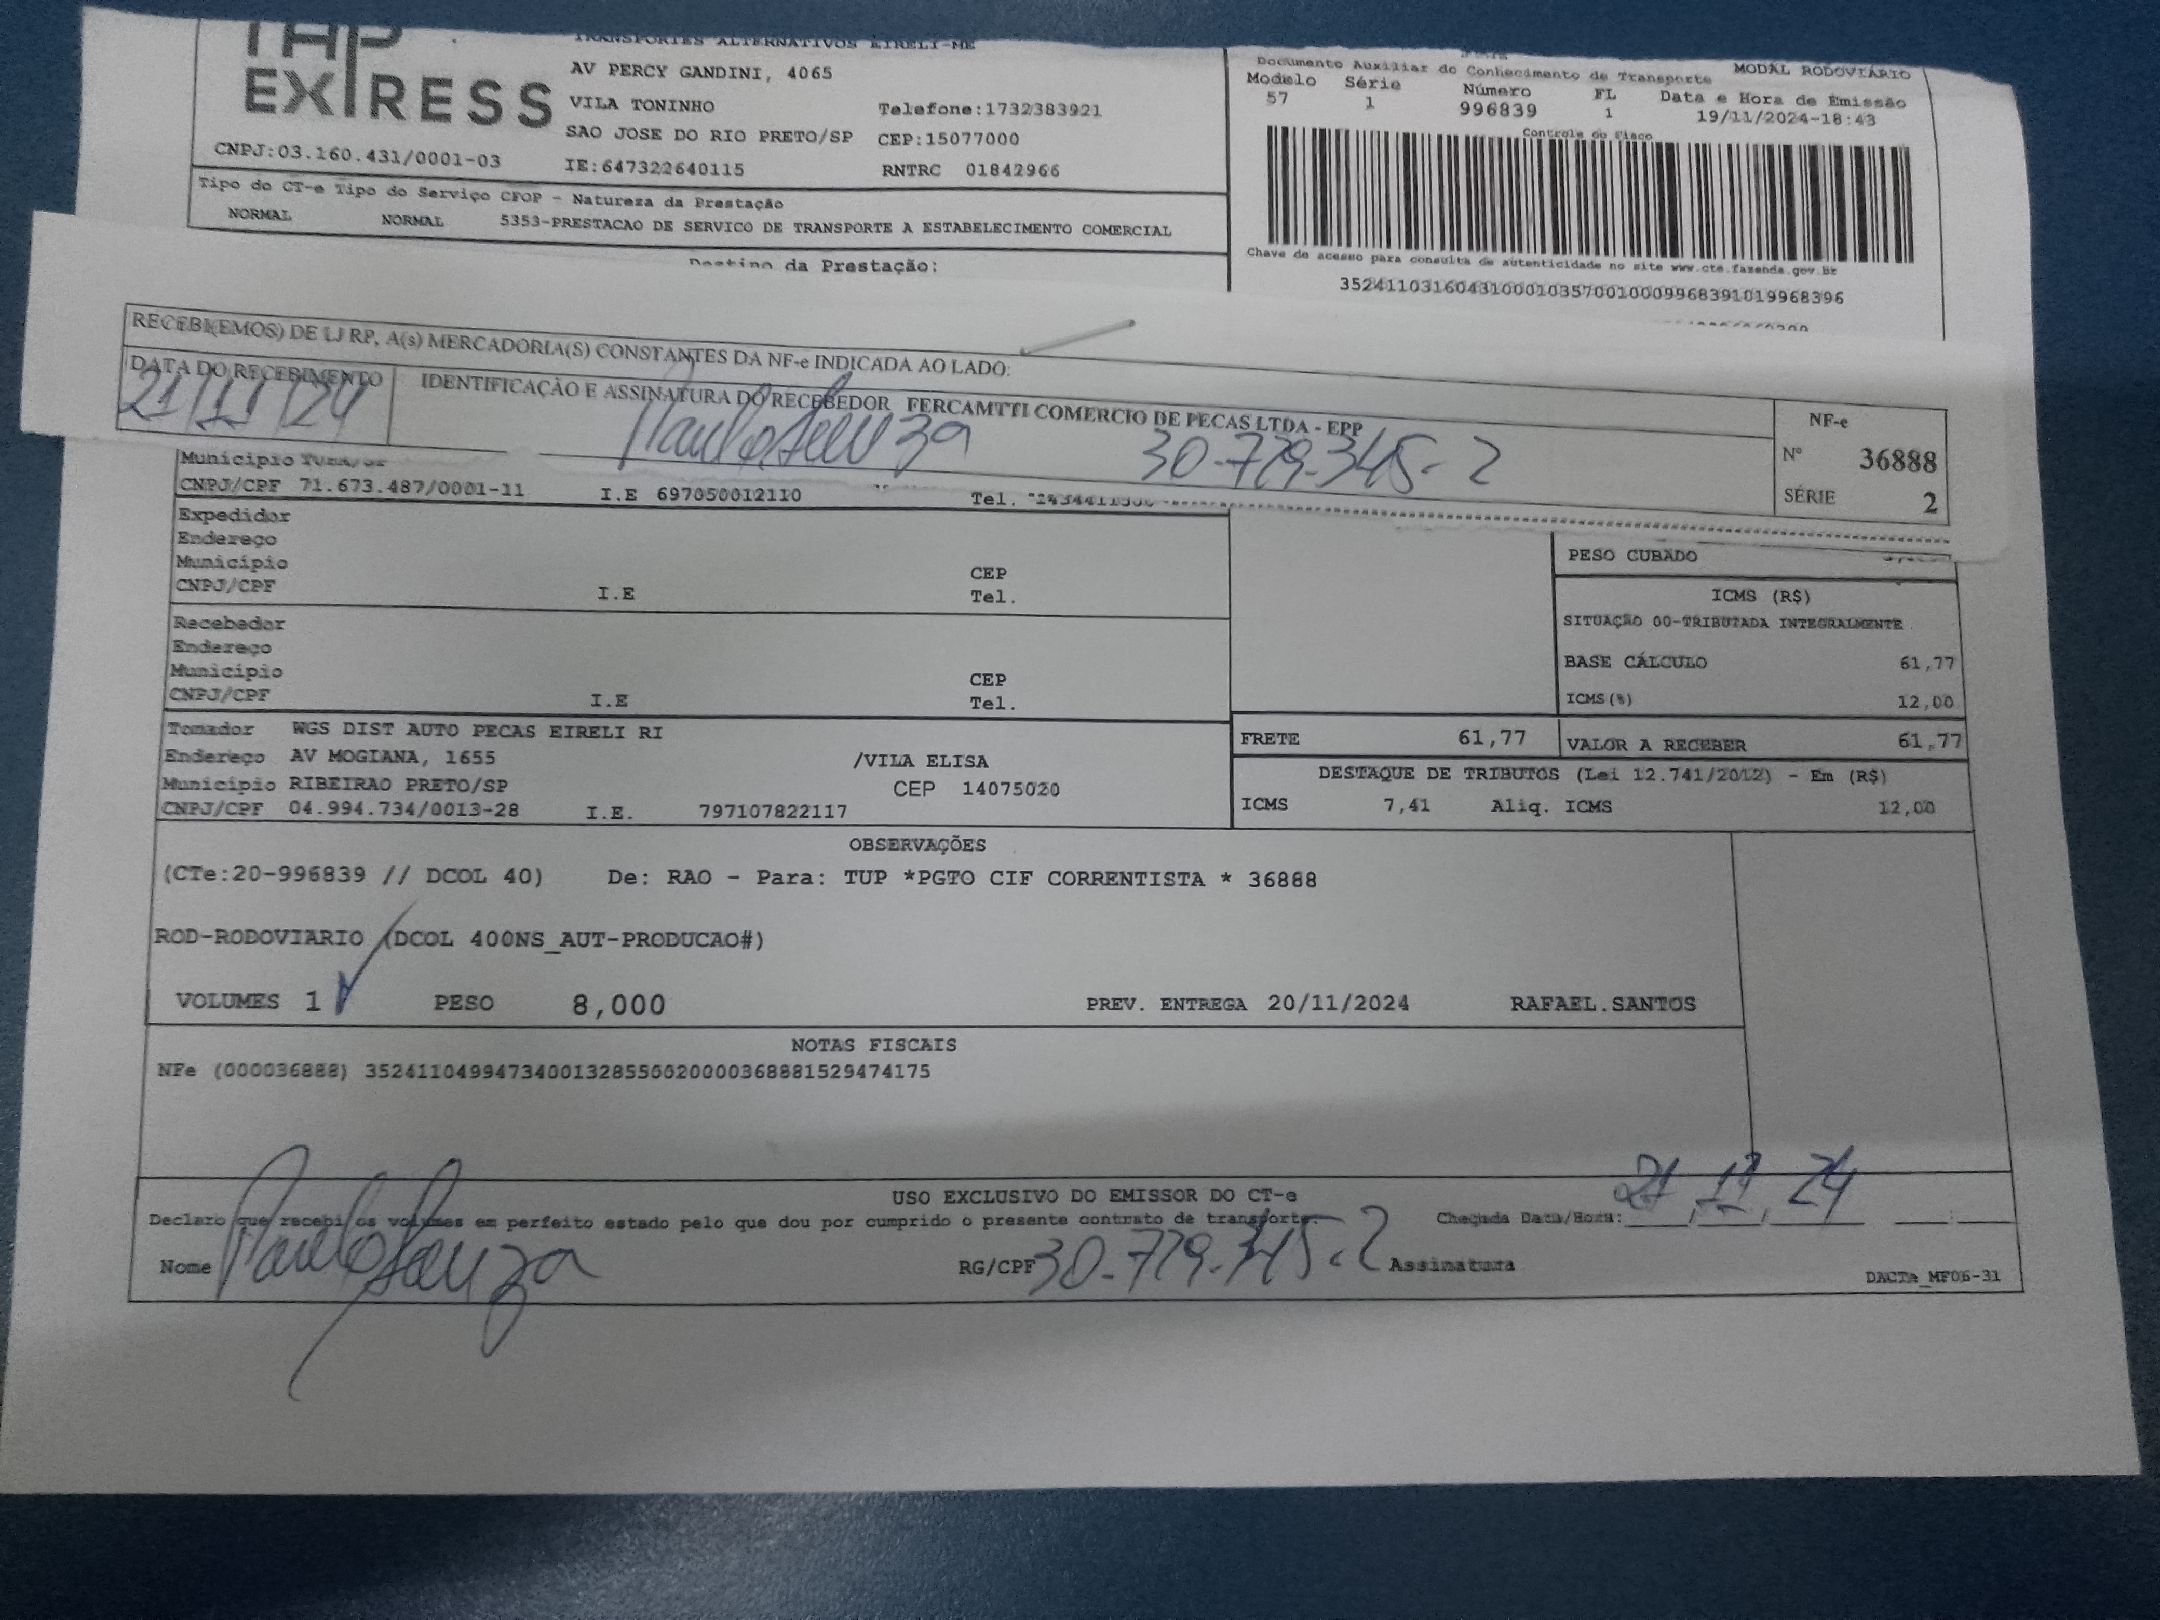 TAP
EXPRESS
TRANSPORTES ALTERNATIVOS EIRELI-ME
AV PERCY GANDINI, 4065
VILA TONINHO Telefone:1732383921
SAO JOSE DO RIO PRETO/SP CEP:15077000
CNPJ:03.160.431/0001-03 IE:647322640115 RNTRC 01842966
Documento Auxiliar do Conhecimento de Transporte MODAL RODOVIÁRIO
Modelo Série Número FL Data e Hora de Emissão
57 1 996839 1 19/11/2024-18:43
Controle do Fisco
Tipo do CT-e Tipo do Serviço CFOP - Natureza da Prestação
NORMAL NORMAL 5353-PRESTACAO DE SERVICO DE TRANSPORTE A ESTABELECIMENTO COMERCIAL
Chave de acesso para consulta de autenticidade no site www.cte.fazenda.gov.br
35241103160431000103570010009968391019968396
Destino da Prestação:
RECEBI(EMOS) DE LJ RP, A(s) MERCADORIA(S) CONSTANTES DA NF-e INDICADA AO LADO:
DATA DO RECEBIMENTO IDENTIFICAÇÃO E ASSINATURA DO RECEBEDOR FERCAMTTI COMERCIO DE PECAS LTDA - EPP
21/11/24 Paulo Souza 30.779.345-2
NF-e
Nº 36888
SÉRIE 2
Município
CNPJ/CPF 71.673.487/0001-11 I.E 697050012110 Tel.
Expedidor
Endereço
Município CEP
CNPJ/CPF I.E Tel.
Recebedor
Endereço
Município CEP
CNPJ/CPF I.E Tel.
PESO CUBADO
ICMS (R$)
SITUAÇÃO 00-TRIBUTADA INTEGRALMENTE
BASE CÁLCULO 61,77
ICMS(%) 12,00
Tomador WGS DIST AUTO PECAS EIRELI RI
Endereço AV MOGIANA, 1655 /VILA ELISA
Município RIBEIRAO PRETO/SP CEP 14075020
CNPJ/CPF 04.994.734/0013-28 I.E. 797107822117
FRETE 61,77 VALOR A RECEBER 61,77
DESTAQUE DE TRIBUTOS (Lei 12.741/2012) - Em (R$)
ICMS 7,41 Aliq. ICMS 12,00
OBSERVAÇÕES
(CTe:20-996839 // DCOL 40) De: RAO - Para: TUP *PGTO CIF CORRENTISTA * 36888
ROD-RODOVIARIO (DCOL 400NS_AUT-PRODUCAO#)
VOLUMES 1 PESO 8,000 PREV. ENTREGA 20/11/2024 RAFAEL.SANTOS
NOTAS FISCAIS
NFe (000036888) 35241104994734001328550020000368881529474175
USO EXCLUSIVO DO EMISSOR DO CT-e
Declaro que recebi os volumes em perfeito estado pelo que dou por cumprido o presente contrato de transporte. Chegada Data/Hora: 21/11/24
Nome Paulo Souza RG/CPF 30.779.345-2 Assinatura
DACTe_MF06-31